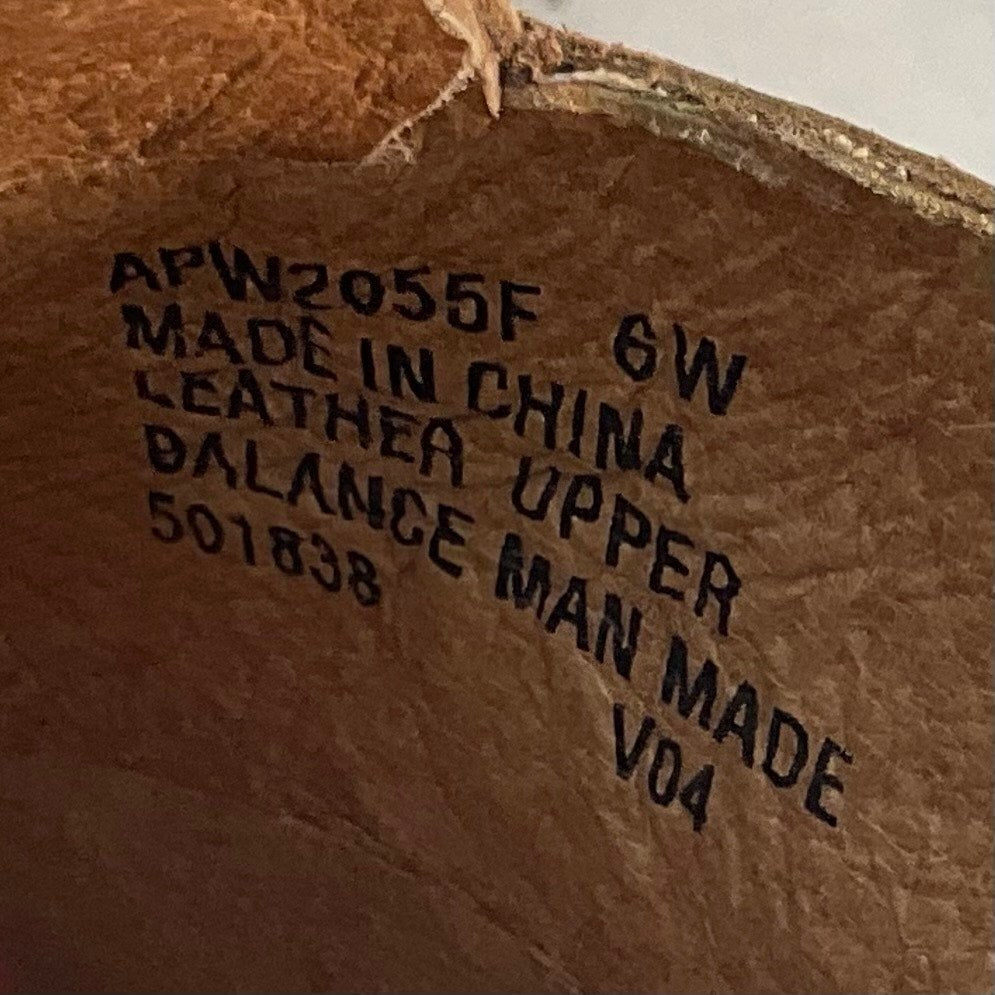 APW2055F 6W
MADE IN CHINA
LEATHER UPPER
BALANCE MAN MADE
501838 V04